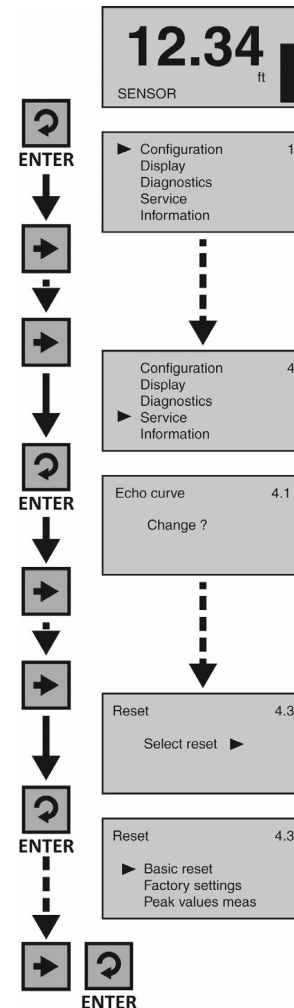 12.34
ft
SENSOR
ENTER
Configuration 1
Display
Diagnostics
Service
Information
Configuration 4
Display
Diagnostics
Service
Information
ENTER
Echo curve 4.1
Change ?
Reset 4.3
Select reset
ENTER
Reset 4.3
Basic reset
Factory settings
Peak values meas
ENTER